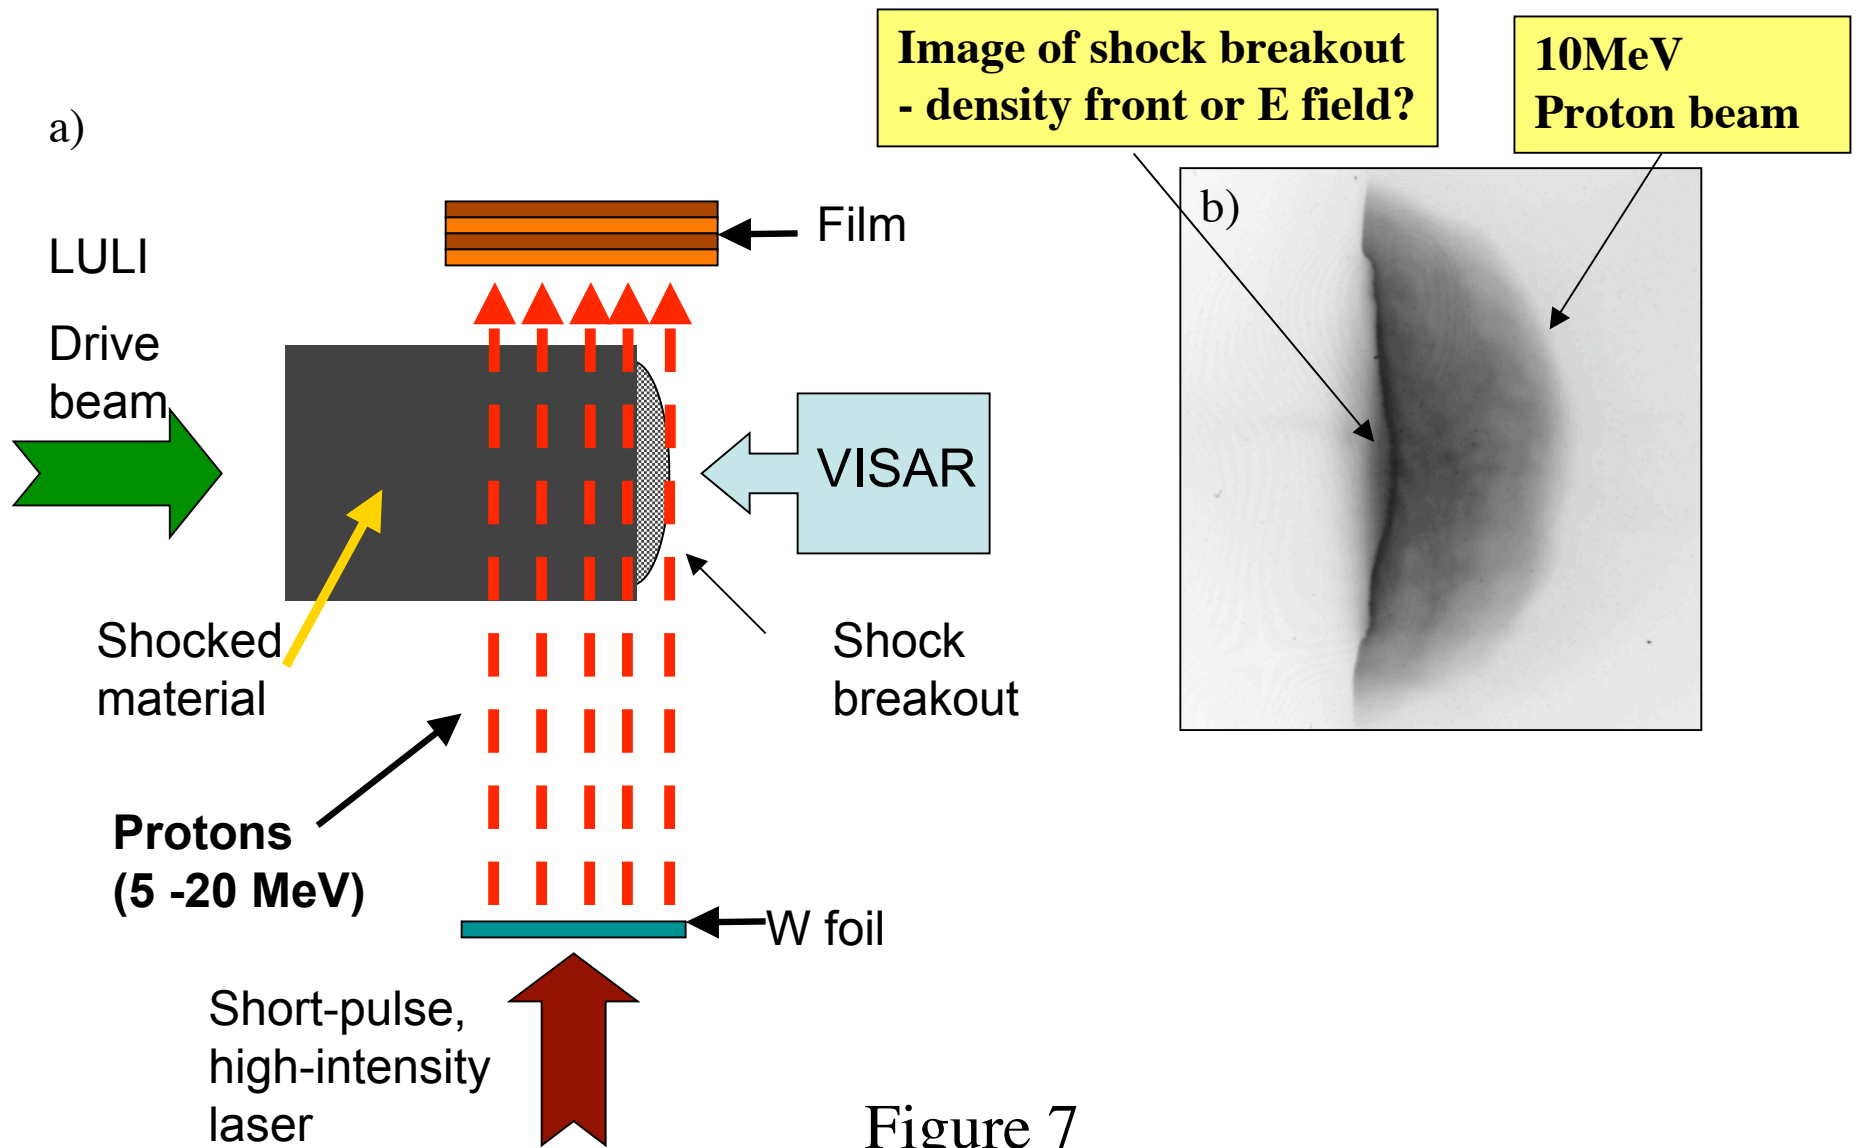 Image of shock breakout
- density front or E field?
10MeV
Proton beam
a)
b)
Film
LULI
Drive
beam
VISAR
Shocked
material
Shock
breakout
Protons
(5 -20 MeV)
W foil
Short-pulse,
high-intensity
laser
Figure 7